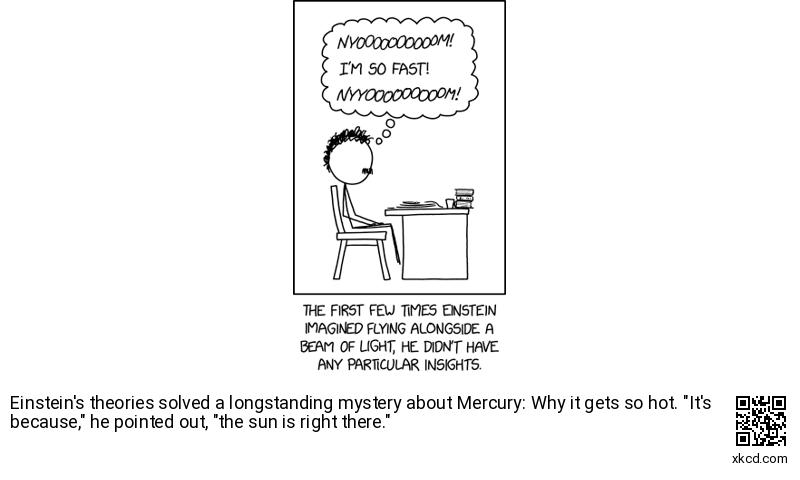 NYOOOOOOOOOM!
I'M SO FAST!
NYYOOOOOOOOOM!
THE FIRST FEW TIMES EINSTEIN
IMAGINED FLYING ALONGSIDE A
BEAM OF LIGHT, HE DIDN'T HAVE
ANY PARTICULAR INSIGHTS.
Einstein's theories solved a longstanding mystery about Mercury: Why it gets so hot. "It's
because," he pointed out, "the sun is right there."
xkcd.com